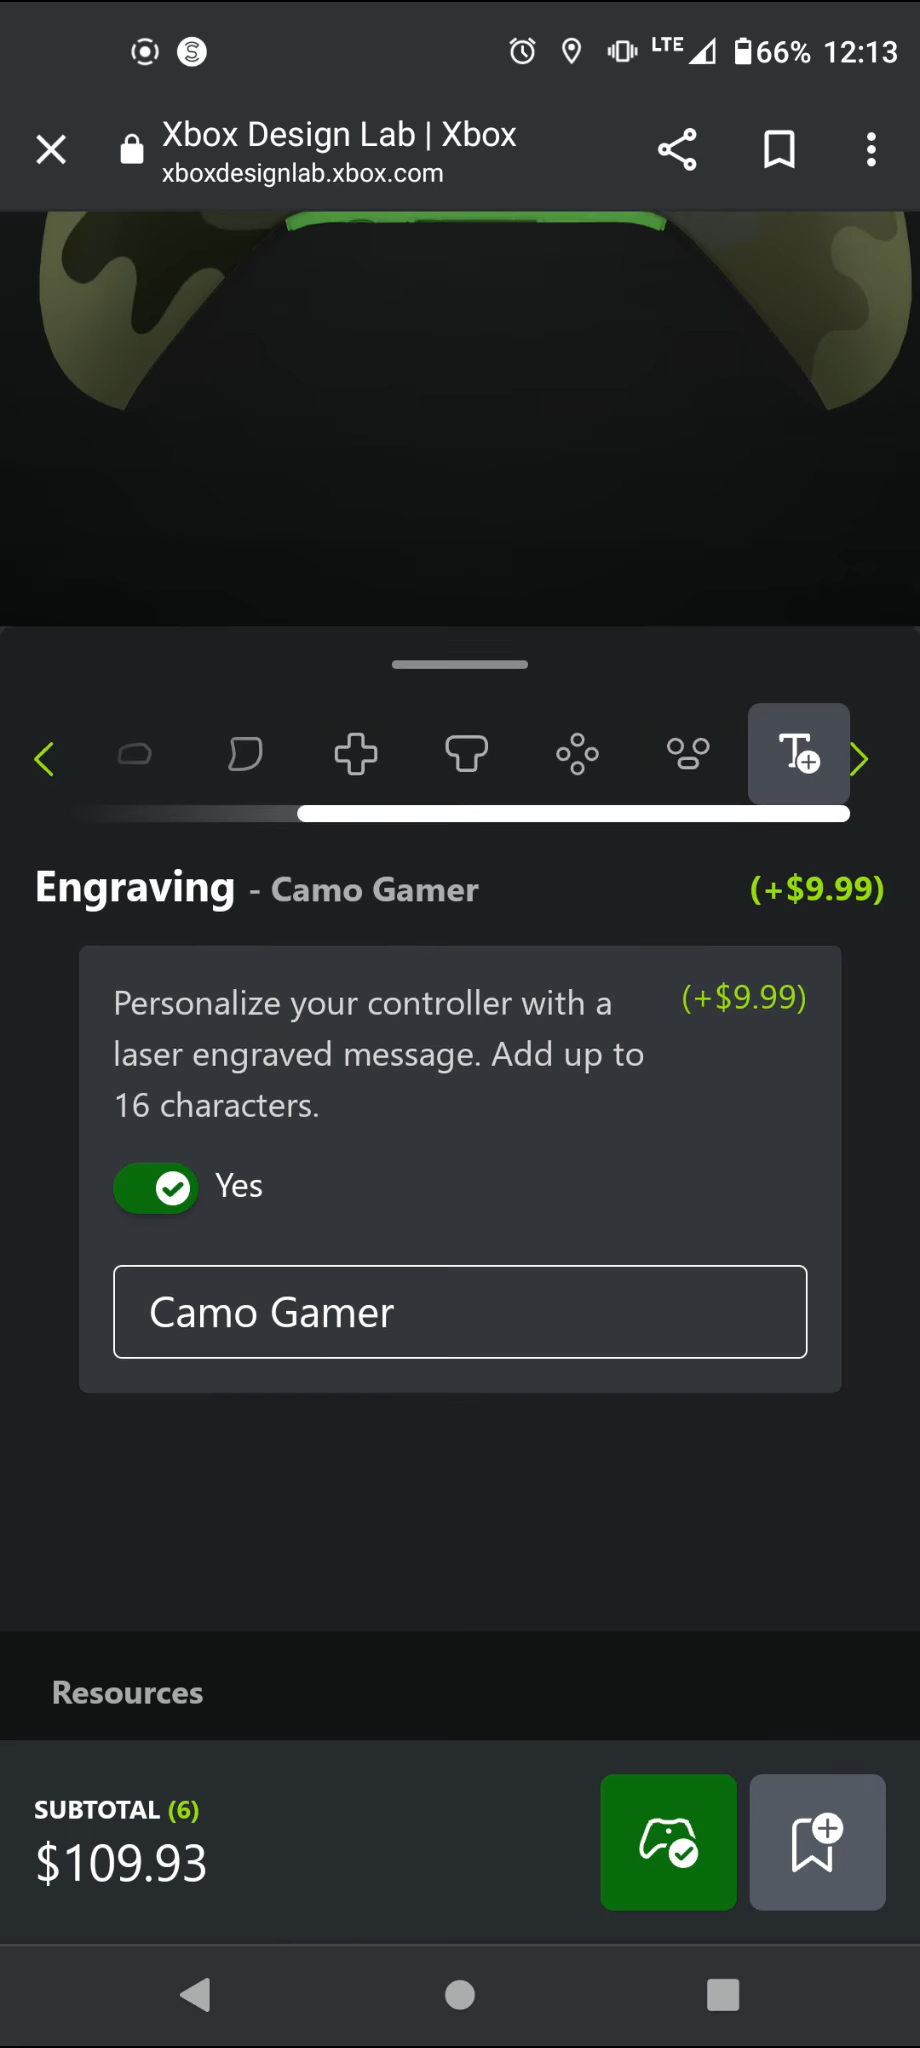 LTE 66% 12:13
Xbox Design Lab | Xbox
xboxdesignlab.xbox.com
Engraving - Camo Gamer (+$9.99)
Personalize your controller with a (+$9.99)
laser engraved message. Add up to
16 characters.
Yes
Camo Gamer
Resources
SUBTOTAL (6)
$109.93